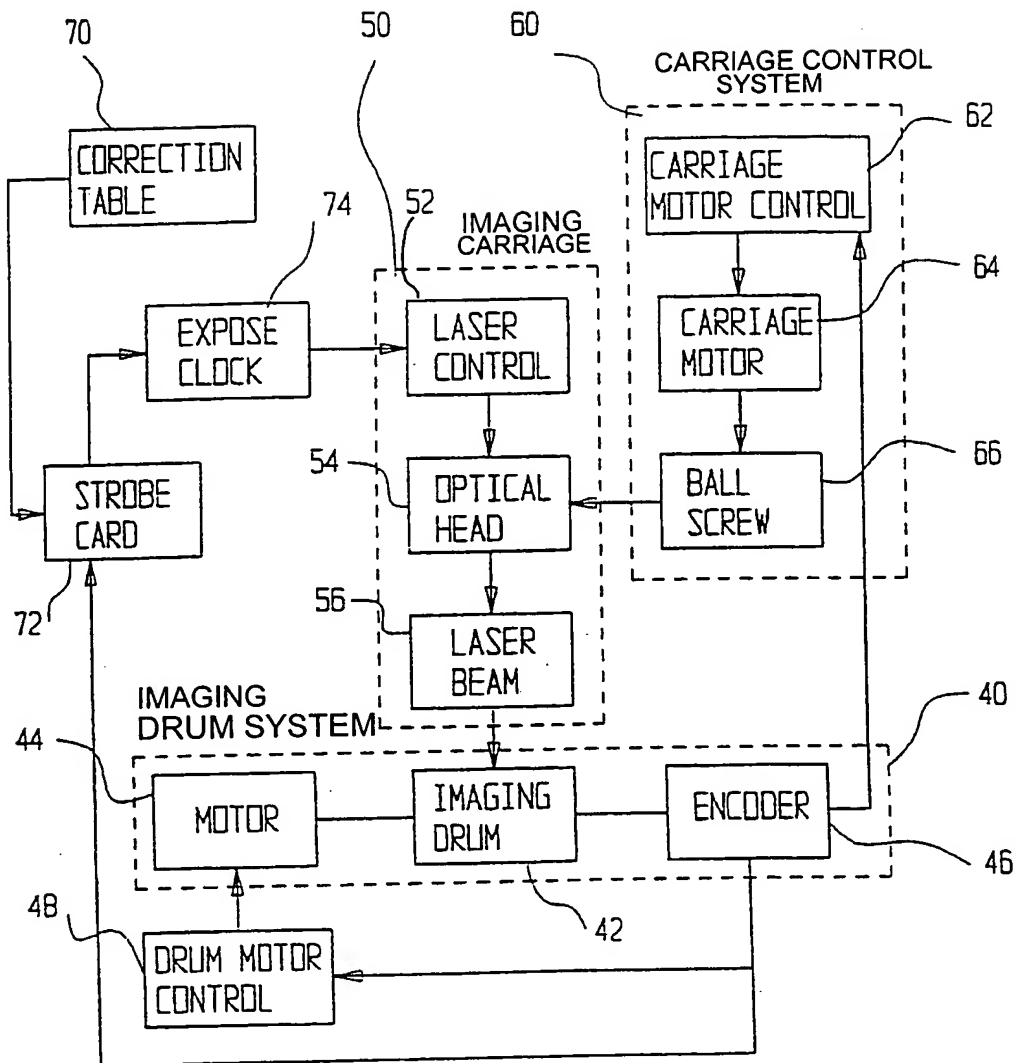 70
50
60
CARRIAGE CONTROL
SYSTEM
62
CORRECTION
TABLE
74
52
IMAGING
CARRIAGE
CARRIAGE
MOTOR CONTROL
64
EXPOSE
CLOCK
LASER
CONTROL
CARRIAGE
MOTOR
54
66
STROBE
CARD
OPTICAL
HEAD
BALL
SCREW
72
56
LASER
BEAM
IMAGING
DRUM SYSTEM
40
44
MOTOR
IMAGING
DRUM
ENCODER
46
48
42
DRUM MOTOR
CONTROL